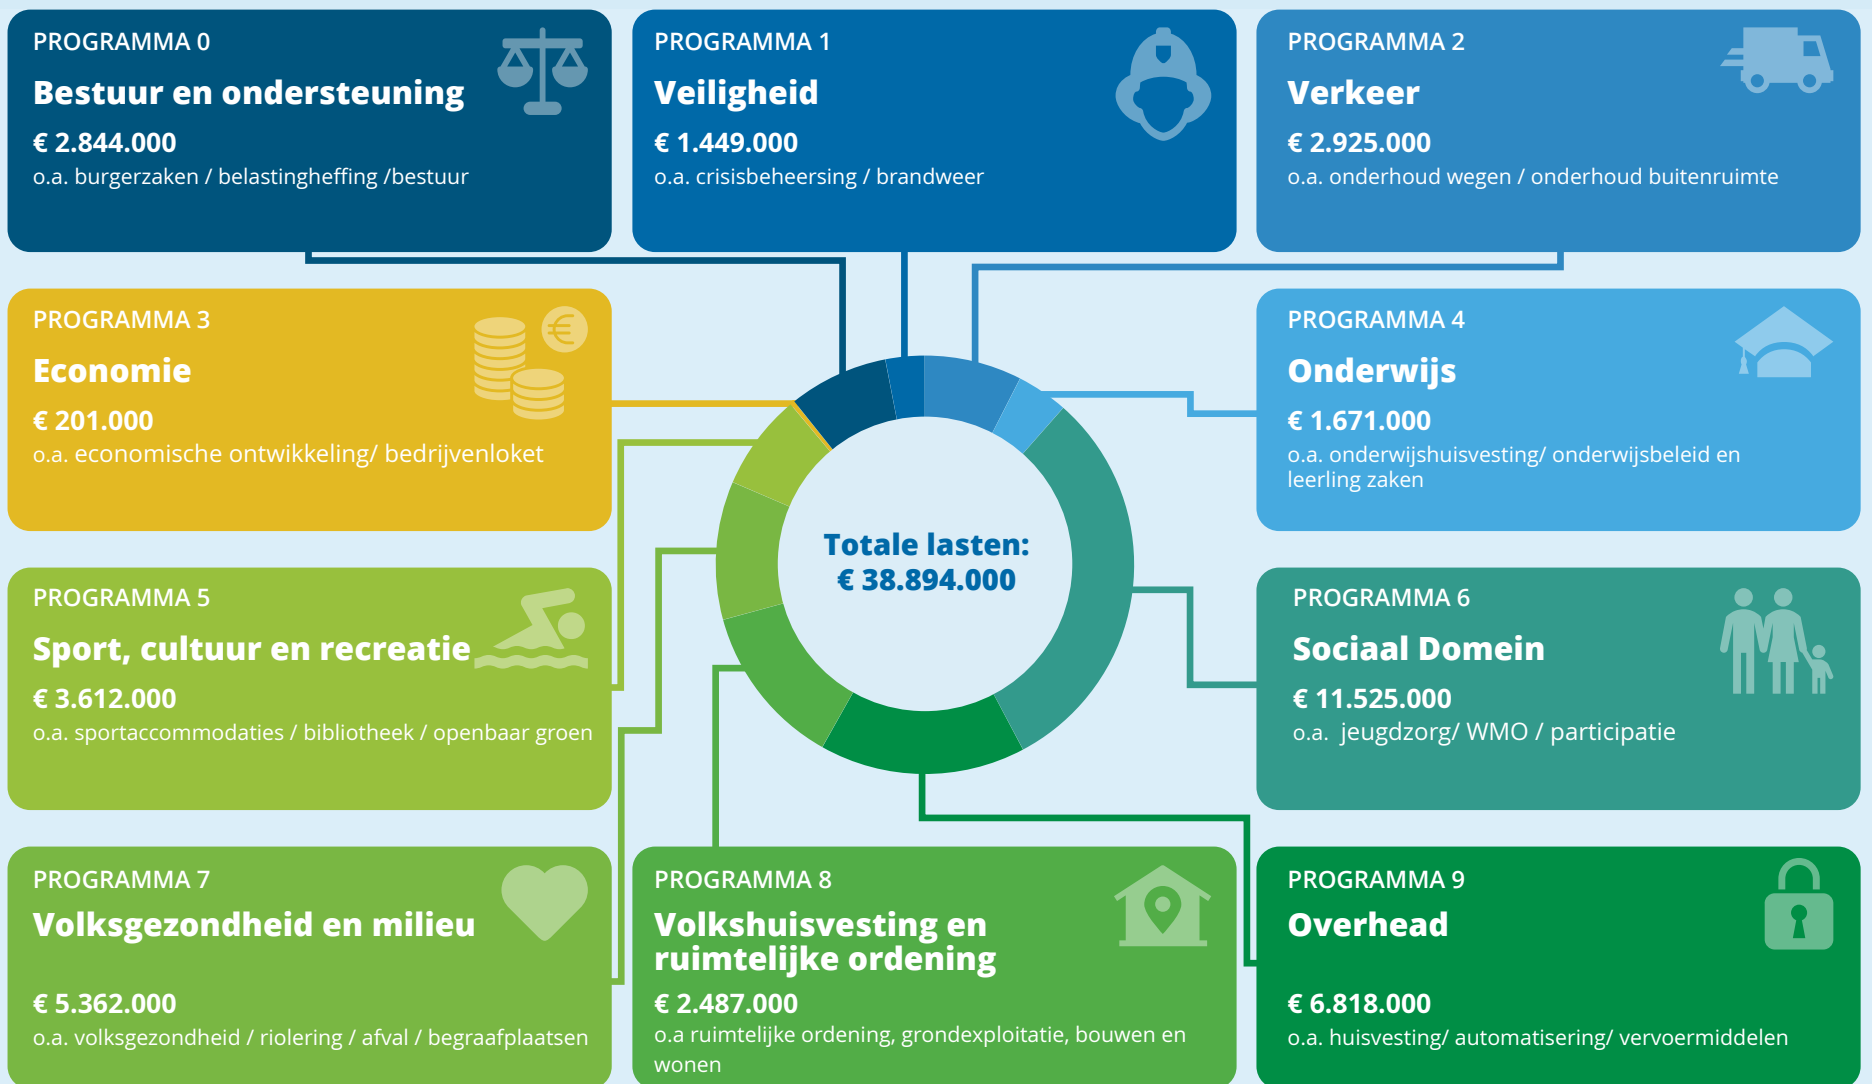 PROGRAMMA 0
Bestuur en ondersteuning
€ 2.844.000
o.a. burgerzaken / belastingheffing /bestuur
PROGRAMMA 1
Veiligheid
€ 1.449.000
o.a. crisisbeheersing / brandweer
PROGRAMMA 2
Verkeer
€ 2.925.000
o.a. onderhoud wegen / onderhoud buitenruimte
PROGRAMMA 3
Economie
€ 201.000
o.a. economische ontwikkeling/ bedrijvenloket
PROGRAMMA 4
Onderwijs
€ 1.671.000
o.a. onderwijshuisvesting/ onderwijsbeleid en
leerling zaken
Totale lasten:
€ 38.894.000
PROGRAMMA 5
Sport, cultuur en recreatie
€ 3.612.000
o.a. sportaccommodaties / bibliotheek / openbaar groen
PROGRAMMA 6
Sociaal Domein
€ 11.525.000
o.a. jeugdzorg/ WMO / participatie
PROGRAMMA 7
Volksgezondheid en milieu
€ 5.362.000
o.a. volksgezondheid / riolering / afval / begraafplaatsen
PROGRAMMA 8
Volkshuisvesting en
ruimtelijke ordening
€ 2.487.000
o.a ruimtelijke ordening, grondexploitatie, bouwen en
wonen
PROGRAMMA 9
Overhead
€ 6.818.000
o.a. huisvesting/ automatisering/ vervoermiddelen